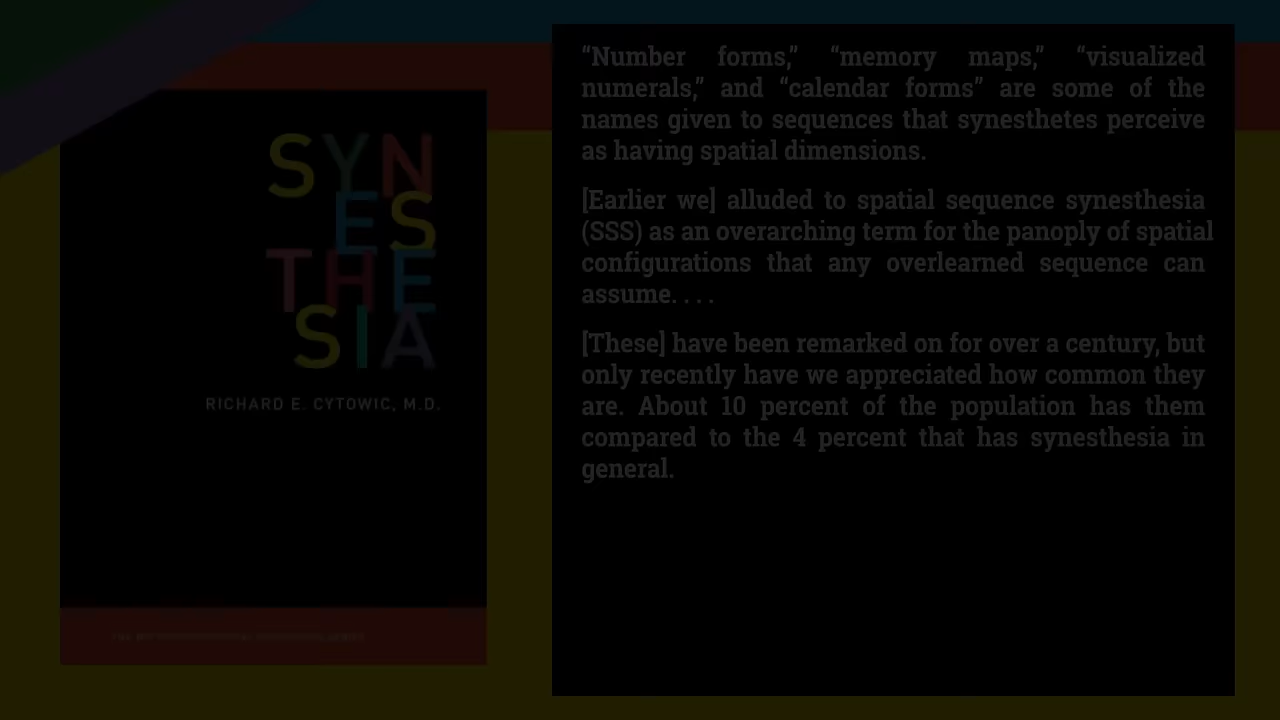 SYN
ES
THE
SIA
RICHARD E. CYTOWIC, M.D.
“Number forms,” “memory maps,” “visualized
numerals,” and “calendar forms” are some of the
names given to sequences that synesthetes perceive
as having spatial dimensions.
[Earlier we] alluded to spatial sequence synesthesia
(SSS) as an overarching term for the panoply of spatial
configurations that any overlearned sequence can
assume. . . .
[These] have been remarked on for over a century, but
only recently have we appreciated how common they
are. About 10 percent of the population has them
compared to the 4 percent that has synesthesia in
general.